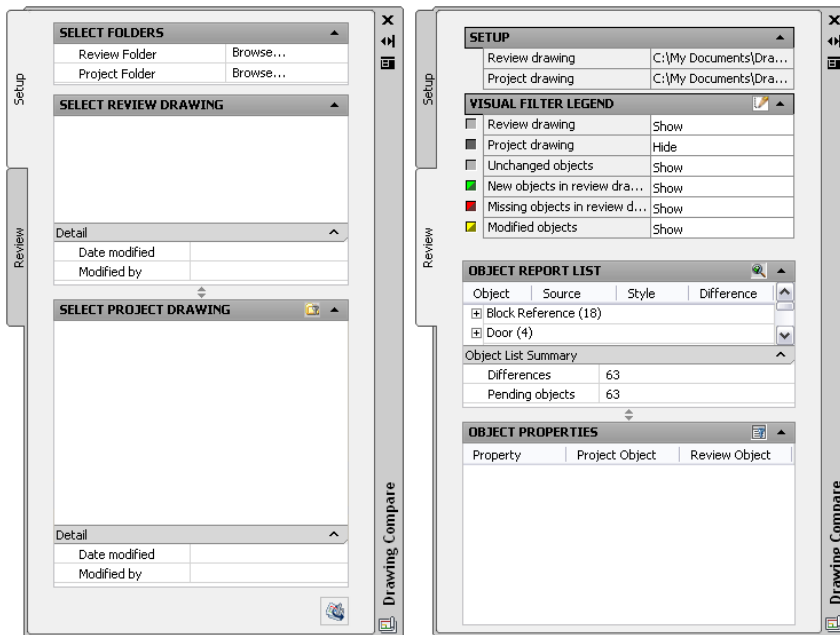 SELECT FOLDERS
Review Folder Browse...
Project Folder Browse...
SELECT REVIEW DRAWING
Detail
Date modified
Modified by
SELECT PROJECT DRAWING
Detail
Date modified
Modified by
Setup
Review
Drawing Compare
SETUP
Review drawing C:\My Documents\Dra...
Project drawing C:\My Documents\Dra...
VISUAL FILTER LEGEND
Review drawing Show
Project drawing Hide
Unchanged objects Show
New objects in review dra... Show
Missing objects in review d... Show
Modified objects Show
OBJECT REPORT LIST
Object Source Style Difference
Block Reference (18)
Door (4)
Object List Summary
Differences 63
Pending objects 63
OBJECT PROPERTIES
Property Project Object Review Object
Setup
Review
Drawing Compare